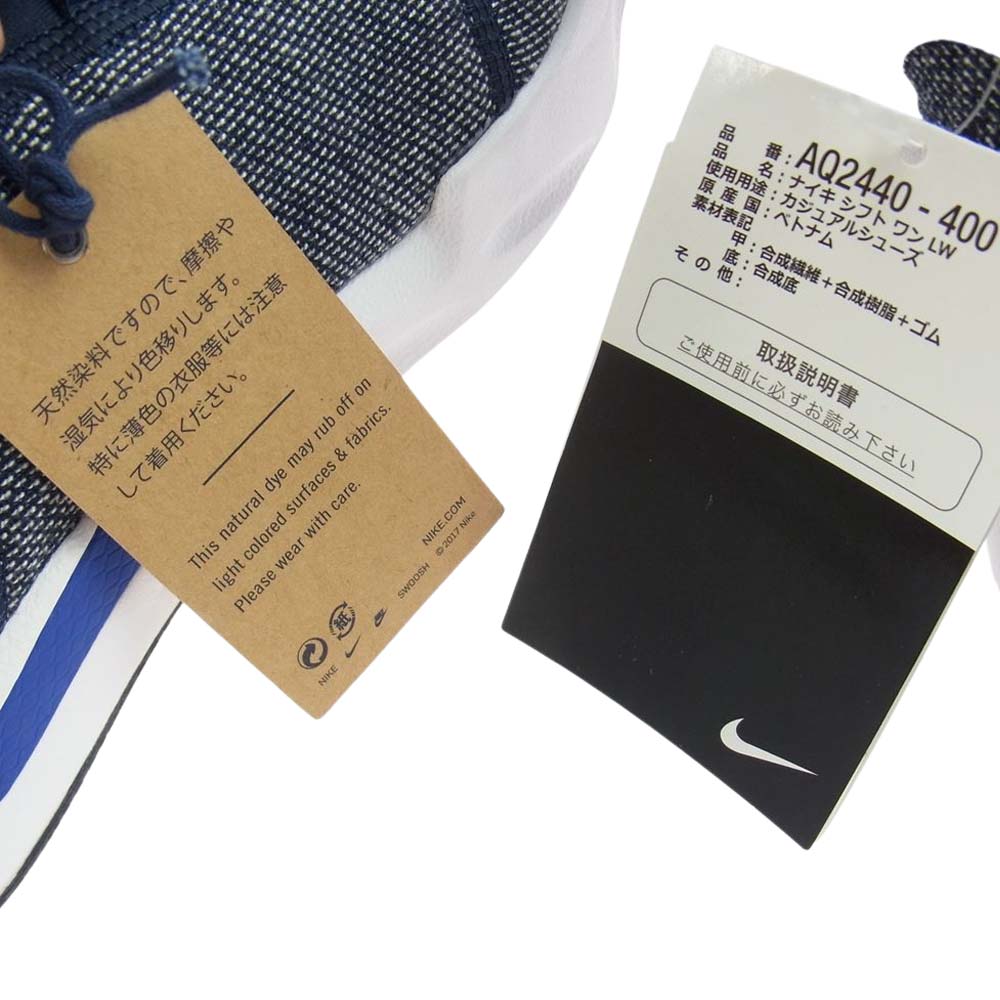 天然染料ですので、摩擦や
湿気により色移りします。
特に薄色の衣服等には注意
して着用ください。
This natural dye may rub off on
light colored surfaces & fabrics.
Please wear with care.
NIKE.COM
紙
NIKE
SWOOSH © 2017 Nike
品 番:AQ2440 - 400
品 名:ナイキ シフト ワン LW
使用用途:カジュアルシューズ
原産国:ベトナム
素材表記
甲:合成繊維+合成樹脂+ゴム
底:合成底
その他:
取扱説明書
ご使用前に必ずお読み下さい